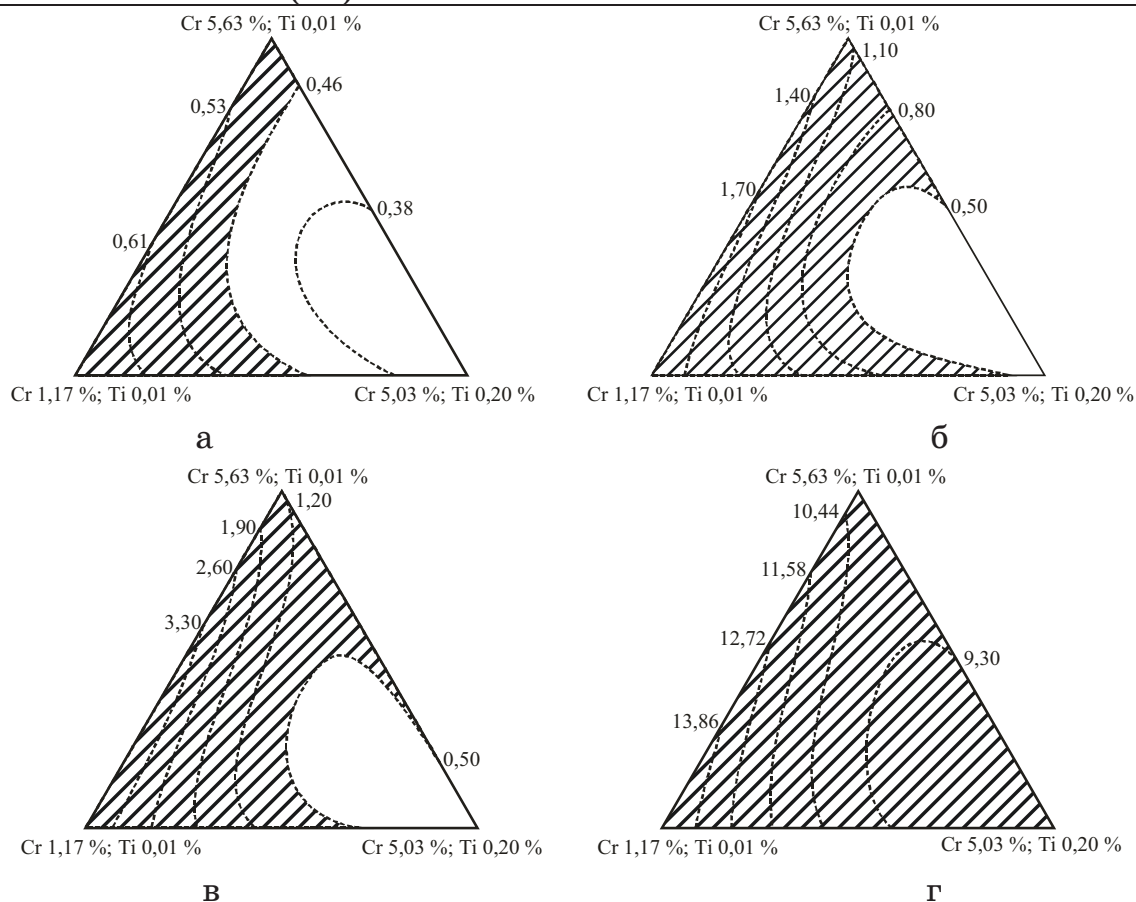 Cr 5,63 %; Ti 0,01 %
0,46
0,53
0,38
0,61
Cr 1,17 %; Ti 0,01 %
Cr 5,03 %; Ti 0,20 %
а
Cr 5,63 %; Ti 0,01 %
1,10
1,40
0,80
1,70
0,50
Cr 1,17 %; Ti 0,01 %
Cr 5,03 %; Ti 0,20 %
б
Cr 5,63 %; Ti 0,01 %
1,20
1,90
2,60
3,30
0,50
Cr 1,17 %; Ti 0,01 %
Cr 5,03 %; Ti 0,20 %
в
Cr 5,63 %; Ti 0,01 %
10,44
11,58
12,72
9,30
13,86
Cr 1,17 %; Ti 0,01 %
Cr 5,03 %; Ti 0,20 %
г